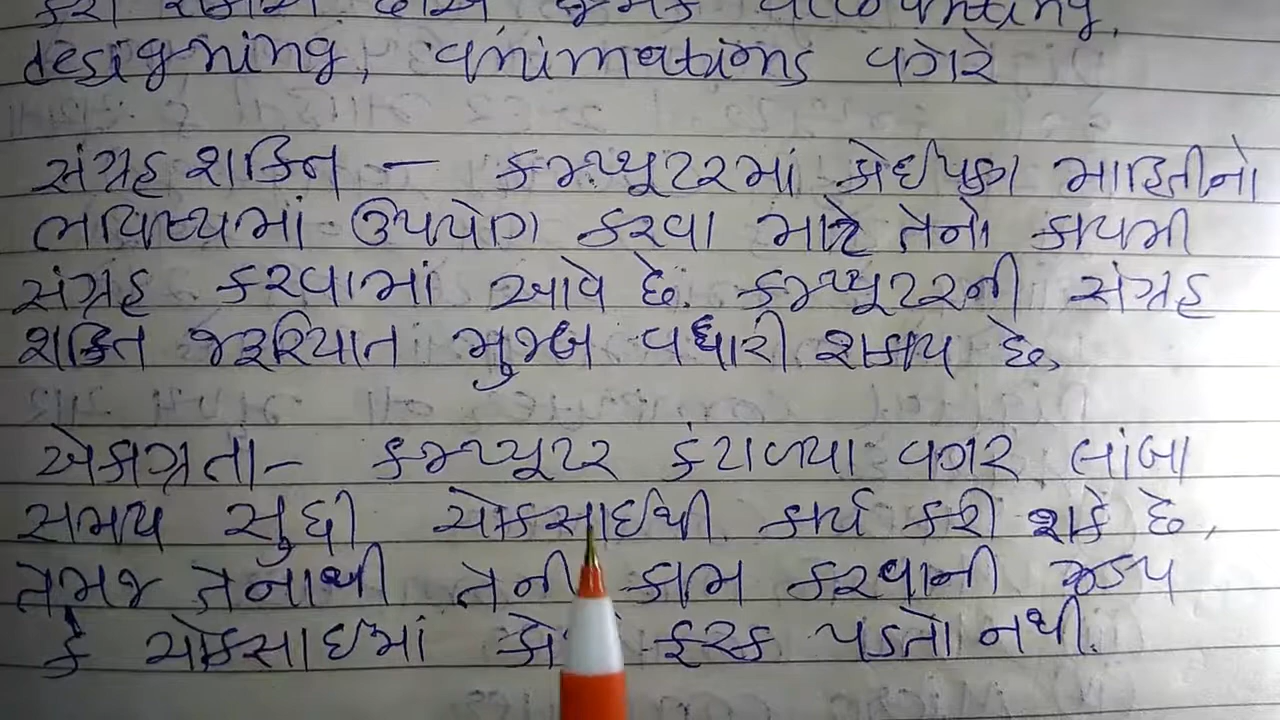 accounting,
designing, animations વગેરે
સંગ્રહ શક્તિ - કમ્પ્યૂટરમાં કોઈપણ માહિતીનો
ભવિષ્યમાં ઉપયોગ કરવા માટે તેનો કાયમી
સંગ્રહ કરવામાં આવે છે. કમ્પ્યૂટરની સંગ્રહ
શક્તિ જરૂરિયાત મુજબ વધારી શકાય છે.
એકાગ્રતા - કમ્પ્યૂટર કંટાળ્યા વગર લાંબા
સમય સુધી ચોક્સાઈથી કાર્ય કરી શકે છે,
તેમજ તેનાથી તેની કામ કરવાની ઝડપ
કે ચોક્સાઈમાં ફરક પડતો નથી.